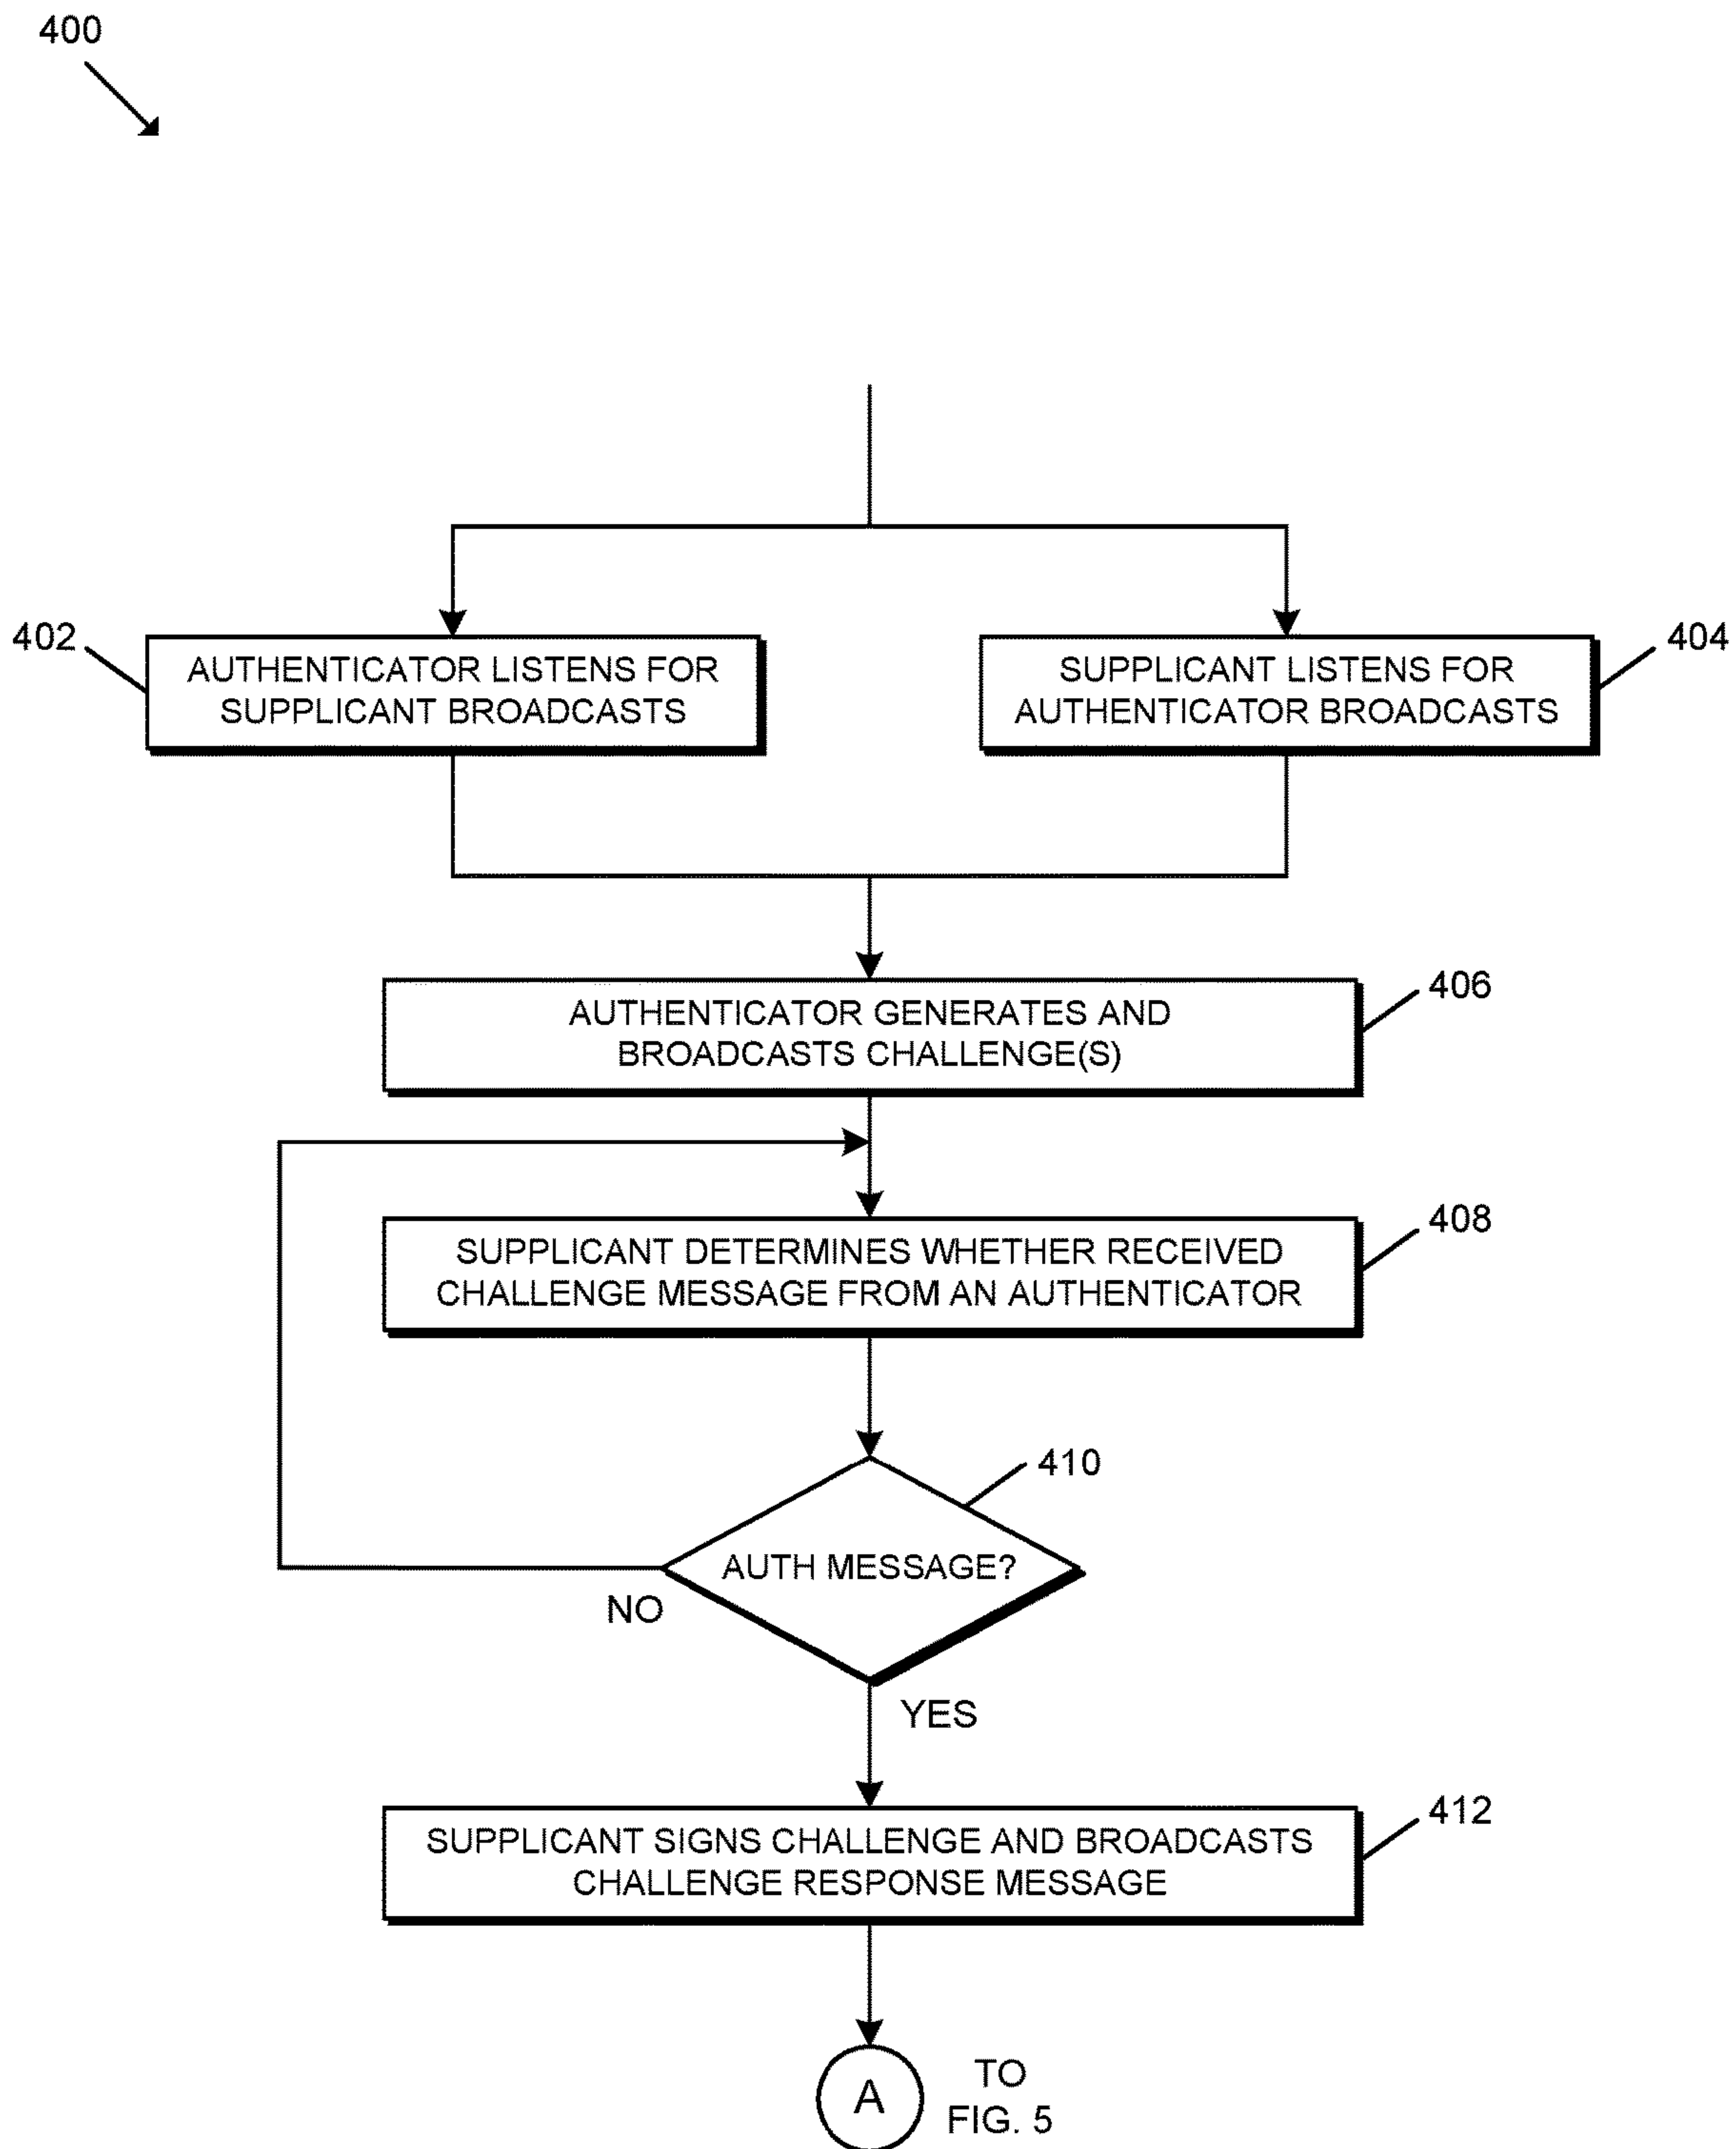 400
402
AUTHENTICATOR LISTENS FOR
SUPPLICANT BROADCASTS
SUPPLICANT LISTENS FOR
AUTHENTICATOR BROADCASTS
404
AUTHENTICATOR GENERATES AND
BROADCASTS CHALLENGE(S)
406
SUPPLICANT DETERMINES WHETHER RECEIVED
CHALLENGE MESSAGE FROM AN AUTHENTICATOR
408
410
AUTH MESSAGE?
NO
YES
SUPPLICANT SIGNS CHALLENGE AND BROADCASTS
CHALLENGE RESPONSE MESSAGE
412
A
TO
FIG. 5